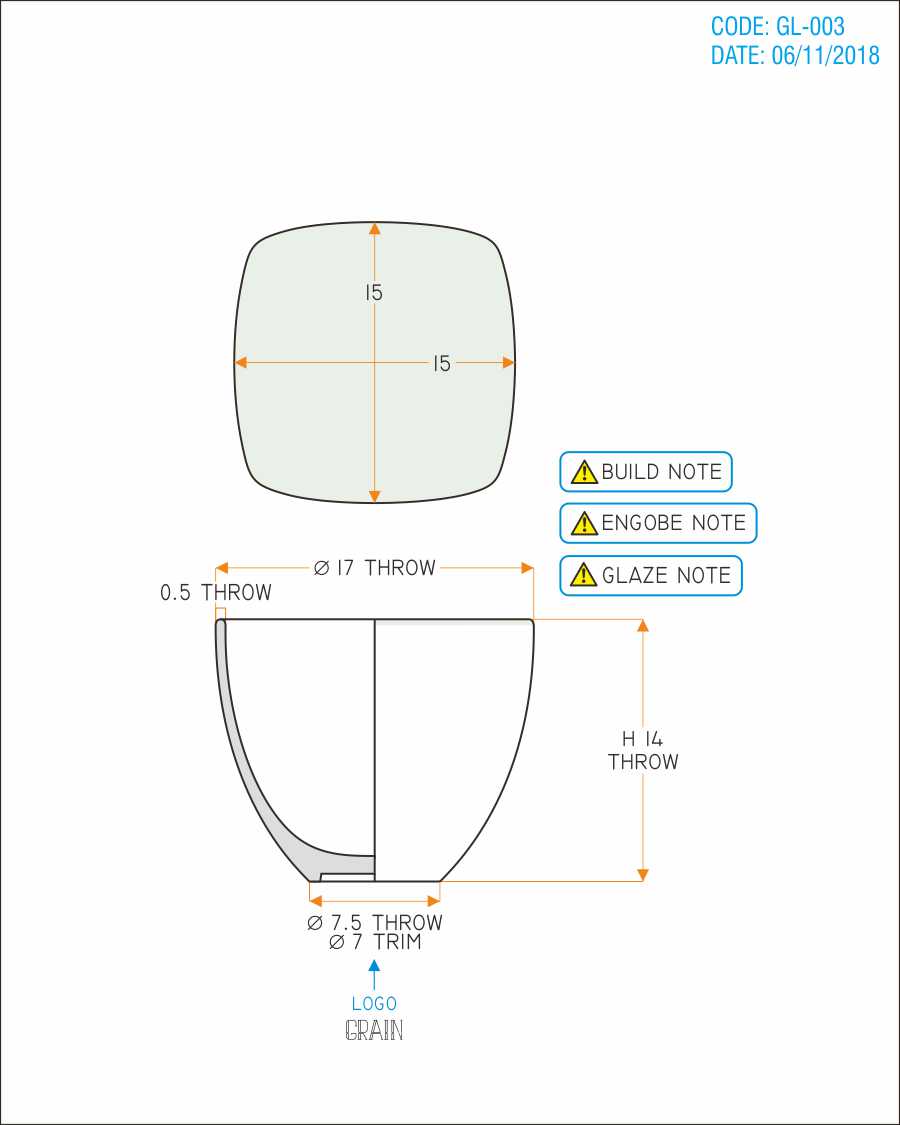 CODE: GL-003
DATE: 06/11/2018
15
15
BUILD NOTE
ENGOBE NOTE
GLAZE NOTE
Ø 17 THROW
0.5 THROW
H 14
THROW
Ø 7.5 THROW
Ø 7 TRIM
LOGO
GRAIN